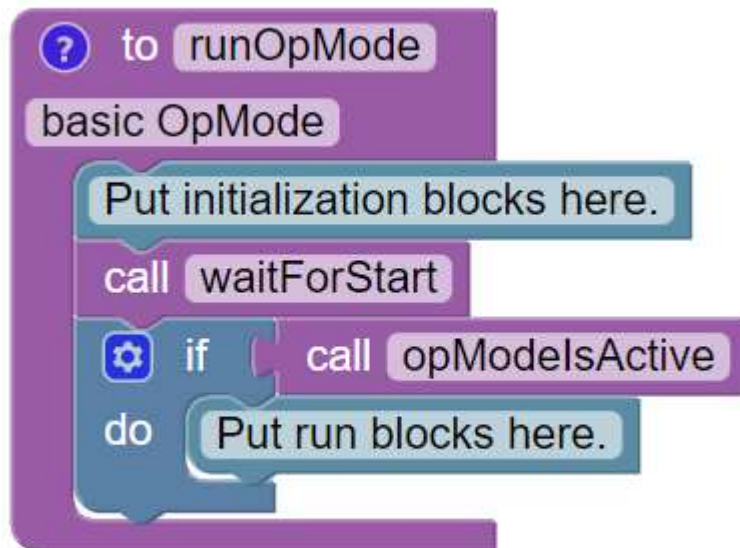 ? to runOpMode
basic OpMode
Put initialization blocks here.
call waitForStart
if call opModeIsActive
do Put run blocks here.